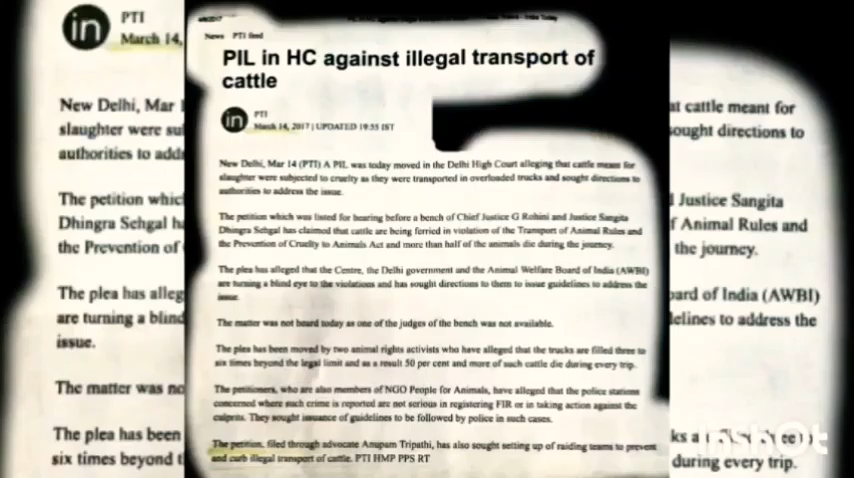 PTI
March 14,
New Delhi, Mar
slaughter were
authorities to
The petition
Dhingra Sehgal
the Prevention of
The plea has
are turning a blind
issue.
The matter was
The plea has been
six times beyond
News PTI feed
PIL in HC against illegal transport of
cattle
in
PTI
March 14, 2017 | UPDATED 19:55 IST
New Delhi, Mar 14 (PTI) A PIL was today moved in the Delhi High Court alleging that cattle meant for
slaughter were subjected to cruelty as they were transported in overloaded trucks and sought directions to
authorities to address the issue.
The petition which was listed for hearing before a bench of Chief Justice G Rohini and Justice Sangita
Dhingra Sehgal has claimed that cattle are being ferried in violation of the Transport of Animal Rules and
the Prevention of Cruelty to Animals Act and more than half of the animals die during the journey.
The plea has alleged that the Centre, the Delhi government and the Animal Welfare Board of India (AWBI)
are turning a blind eye to the violations and has sought directions to them to issue guidelines to address the
issue.
The matter was not heard today as one of the judges of the bench was not available.
The plea has been moved by two animal rights activists who have alleged that the trucks are filled three to
six times beyond the legal limit and as a result 50 per cent and more of such cattle die during every trip.
The petitioners, who are also members of NGO People for Animals, have alleged that the police stations
concerned where such crime is reported are not serious in registering FIR or in taking action against the
culprits. They sought issuance of guidelines to be followed by police in such cases.
The petition, filed through advocate Anupam Tripathi, has also sought setting up of raiding teams to prevent
and curb illegal transport of cattle. PTI HMP PPS RT
cattle meant for
sought directions to
Justice Sangita
Animal Rules and
the journey.
of India (AWBI)
to address the
during every trip.
InShOt